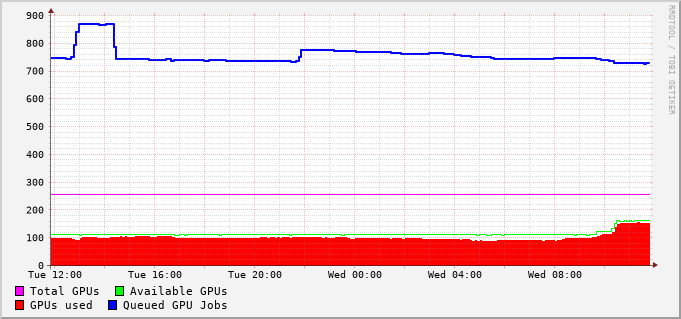 RRDTOOL / TOBI OETIKER
900
800
700
600
500
400
300
200
100
0
Tue 12:00 Tue 16:00 Tue 20:00 Wed 00:00 Wed 04:00 Wed 08:00
Total GPUs Available GPUs
GPUs used Queued GPU Jobs